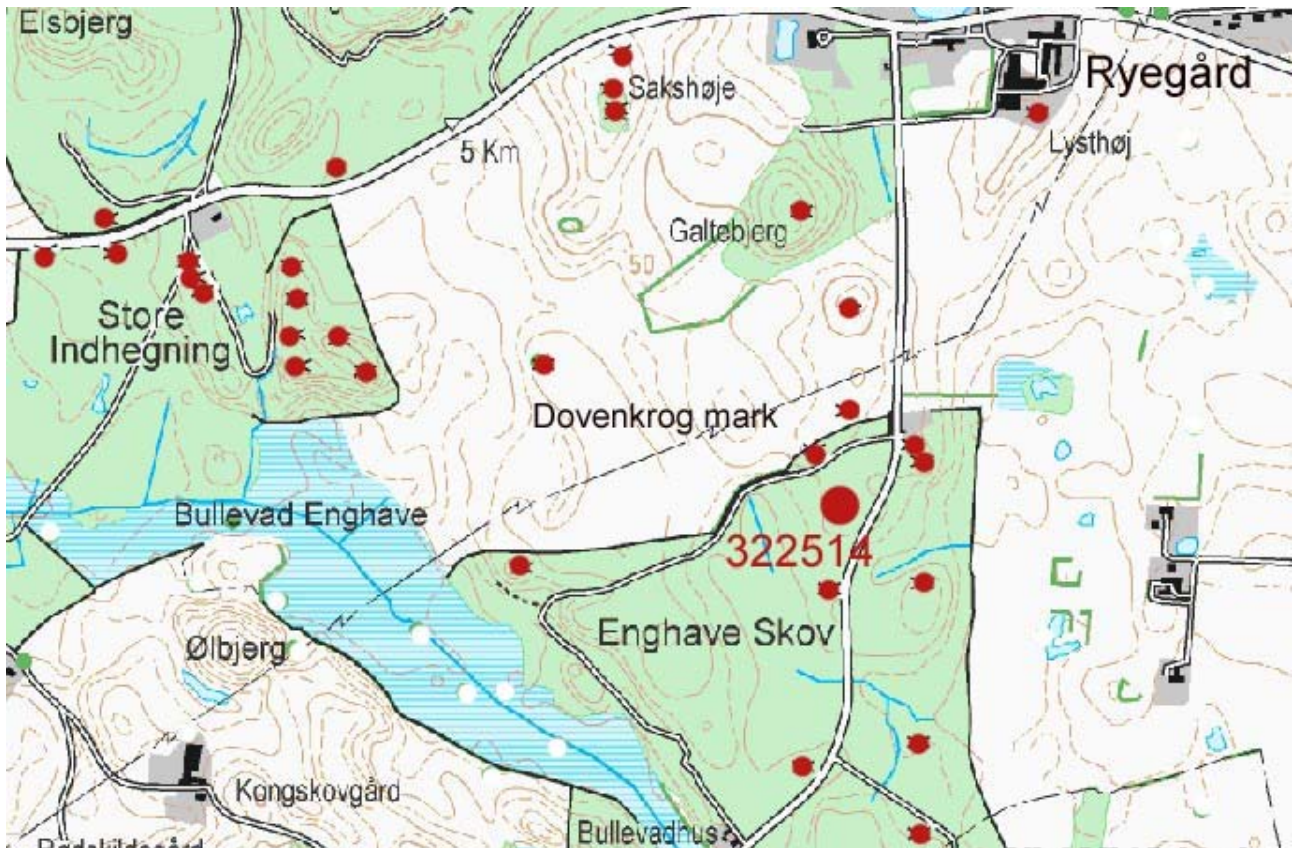 Elsbjerg
Ryegård
Sakshøje
Lysthøj
5 Km
Galtebjerg
50
Store
Indhegning
Dovenkrog mark
Bullevad Enghave
322514
Enghave Skov
Ølbjerg
Kongskovgård
Bullevadhus